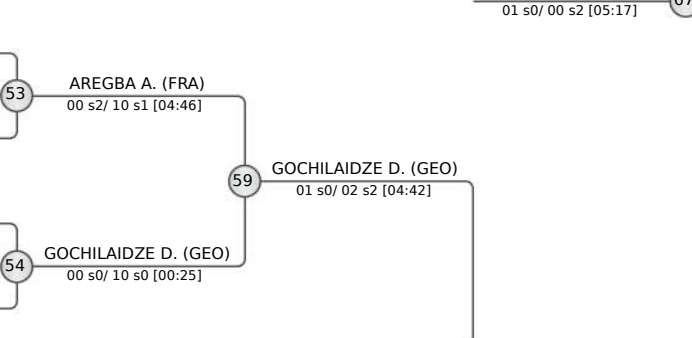 01 s0/ 00 s2 [05:17]
67
53
AREGBA A. (FRA)
00 s2/ 10 s1 [04:46]
59
GOCHILAIDZE D. (GEO)
01 s0/ 02 s2 [04:42]
54
GOCHILAIDZE D. (GEO)
00 s0/ 10 s0 [00:25]